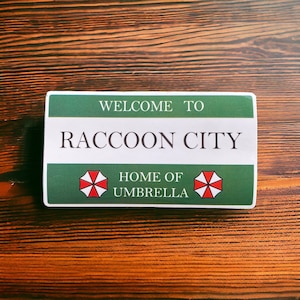 WELCOME TO
RACCOON CITY
HOME OF
UMBRELLA